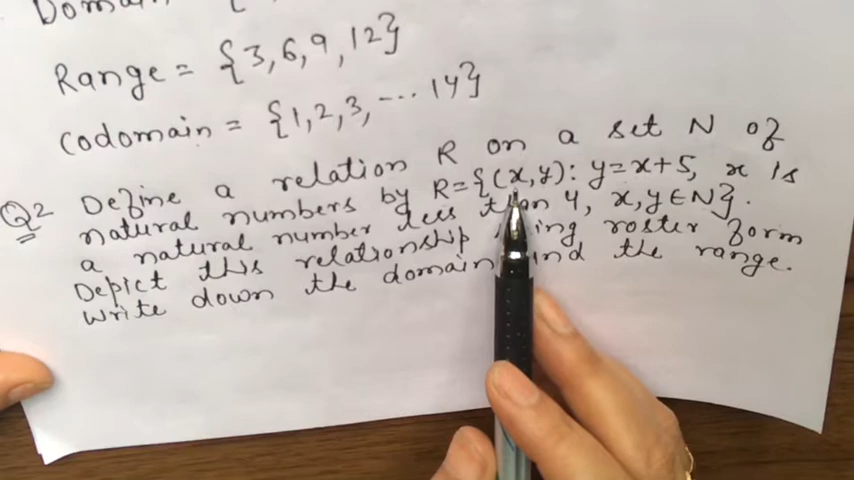 Domain = {
Range = {3, 6, 9, 12}
Codomain = {1, 2, 3, ... 14}
Q2 Define a relation R on a set N of
natural numbers by R = {(x, y): y = x + 5, x is
a natural number less than 4, x, y ∈ N}.
Depict this relationship using roster form
write down the domain and the range.